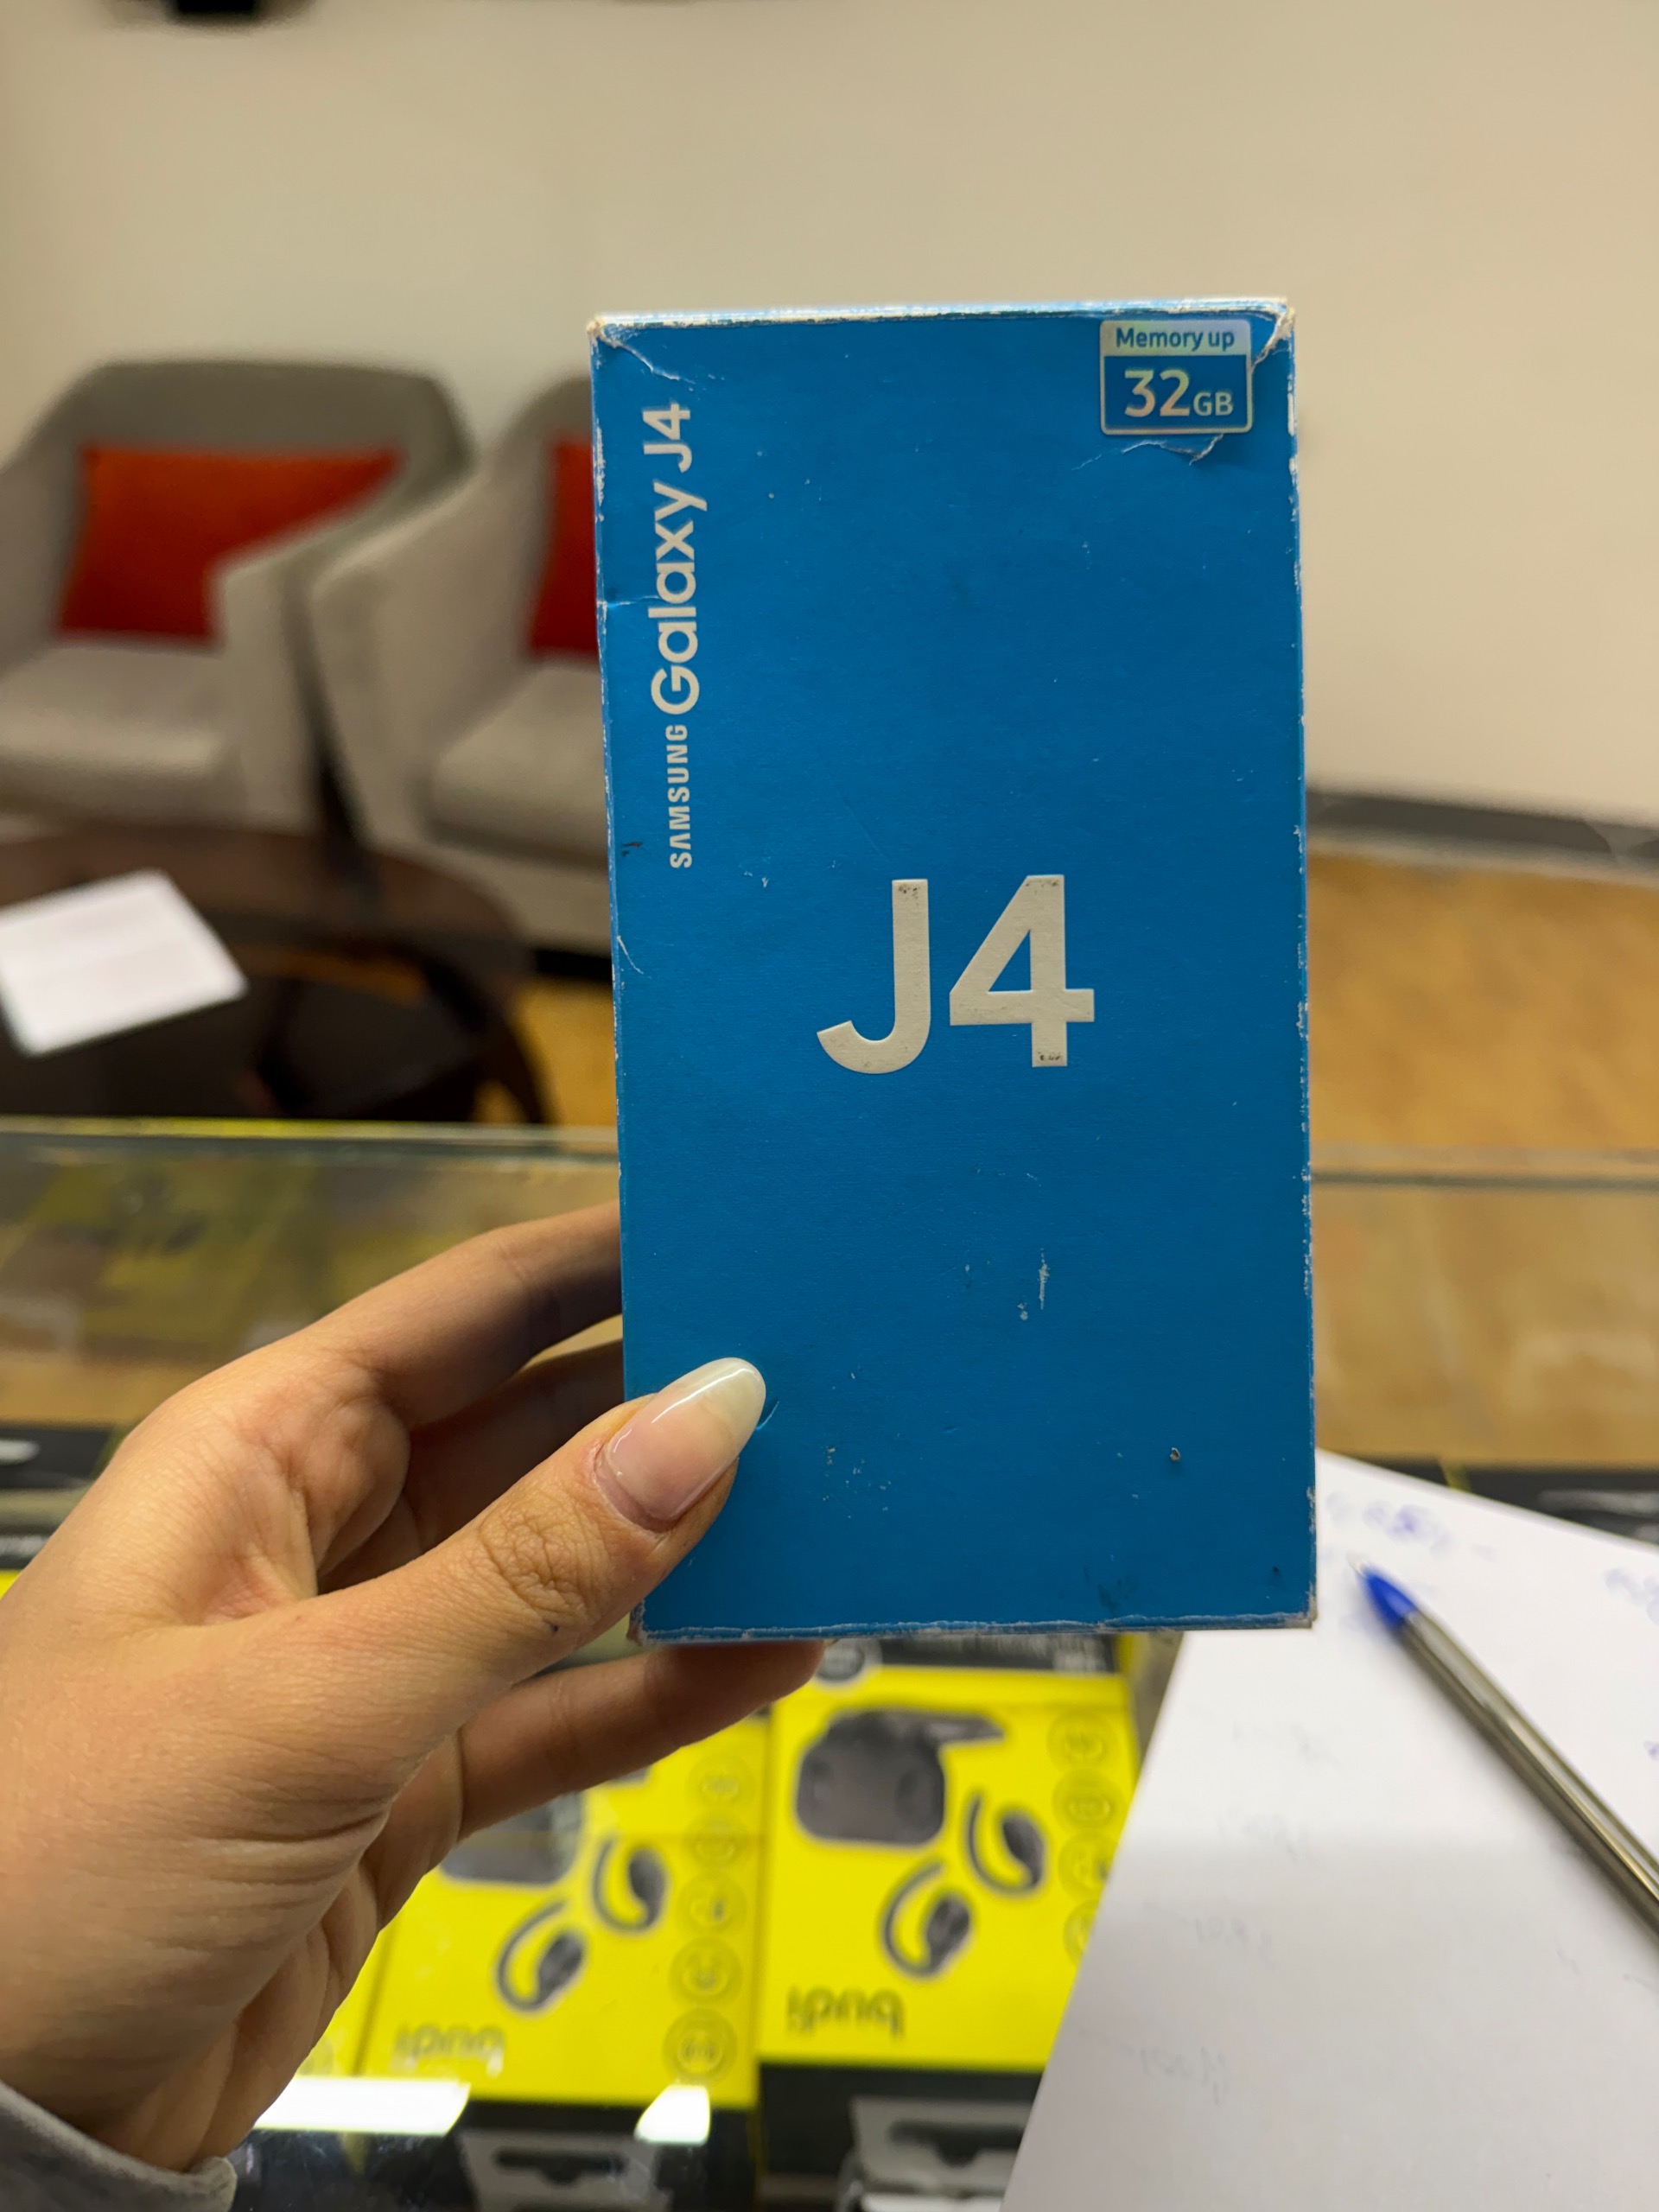 Memory up
32GB
SAMSUNG Galaxy J4
J4
budi
budi